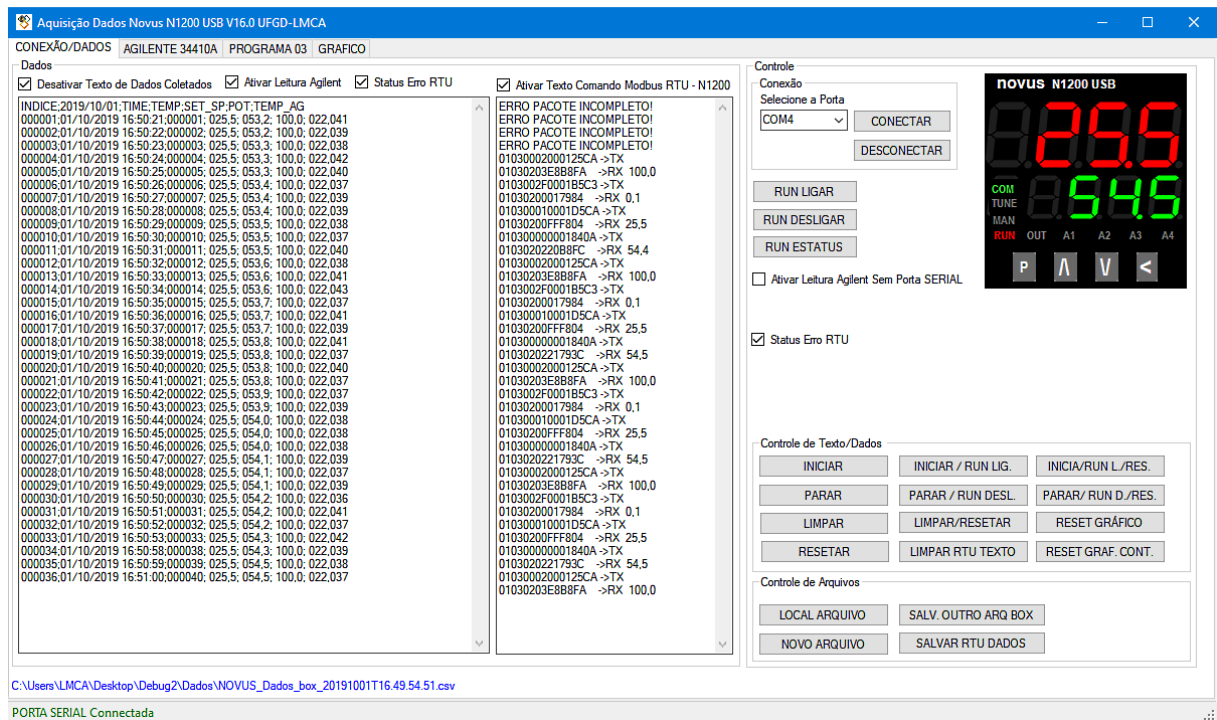 Aquisição Dados Novus N1200 USB V16.0 UFGD-LMCA
CONEXÃO/DADOS AGILENTE 34410A PROGRAMA 03 GRAFICO
Dados
Desativar Texto de Dados Coletados Ativar Leitura Agilent Status Erro RTU
INDICE;2019/10/01;TIME;TEMP;SET_SP;POT;TEMP_AG
000001;01/10/2019 16:50:21;000001; 025,5; 053,2; 100,0; 022,041
000002;01/10/2019 16:50:22;000002; 025,5; 053,2; 100,0; 022,039
000003;01/10/2019 16:50:23;000003; 025,5; 053,3; 100,0; 022,038
000004;01/10/2019 16:50:24;000004; 025,5; 053,3; 100,0; 022,042
000005;01/10/2019 16:50:25;000005; 025,5; 053,3; 100,0; 022,040
000006;01/10/2019 16:50:26;000006; 025,5; 053,4; 100,0; 022,037
000007;01/10/2019 16:50:27;000007; 025,5; 053,4; 100,0; 022,039
000008;01/10/2019 16:50:28;000008; 025,5; 053,4; 100,0; 022,039
000009;01/10/2019 16:50:29;000009; 025,5; 053,5; 100,0; 022,038
000010;01/10/2019 16:50:30;000010; 025,5; 053,5; 100,0; 022,037
000011;01/10/2019 16:50:31;000011; 025,5; 053,5; 100,0; 022,040
000012;01/10/2019 16:50:32;000012; 025,5; 053,6; 100,0; 022,038
000013;01/10/2019 16:50:33;000013; 025,5; 053,6; 100,0; 022,041
000014;01/10/2019 16:50:34;000014; 025,5; 053,6; 100,0; 022,043
000015;01/10/2019 16:50:35;000015; 025,5; 053,7; 100,0; 022,037
000016;01/10/2019 16:50:36;000016; 025,5; 053,7; 100,0; 022,041
000017;01/10/2019 16:50:37;000017; 025,5; 053,7; 100,0; 022,039
000018;01/10/2019 16:50:38;000018; 025,5; 053,8; 100,0; 022,041
000019;01/10/2019 16:50:39;000019; 025,5; 053,8; 100,0; 022,037
000020;01/10/2019 16:50:40;000020; 025,5; 053,8; 100,0; 022,040
000021;01/10/2019 16:50:41;000021; 025,5; 053,8; 100,0; 022,037
000022;01/10/2019 16:50:42;000022; 025,5; 053,9; 100,0; 022,037
000023;01/10/2019 16:50:43;000023; 025,5; 053,9; 100,0; 022,039
000024;01/10/2019 16:50:44;000024; 025,5; 054,0; 100,0; 022,038
000025;01/10/2019 16:50:45;000025; 025,5; 054,0; 100,0; 022,038
000026;01/10/2019 16:50:46;000026; 025,5; 054,0; 100,0; 022,038
000027;01/10/2019 16:50:47;000027; 025,5; 054,1; 100,0; 022,039
000028;01/10/2019 16:50:48;000028; 025,5; 054,1; 100,0; 022,037
000029;01/10/2019 16:50:49;000029; 025,5; 054,1; 100,0; 022,039
000030;01/10/2019 16:50:50;000030; 025,5; 054,2; 100,0; 022,036
000031;01/10/2019 16:50:51;000031; 025,5; 054,2; 100,0; 022,041
000032;01/10/2019 16:50:52;000032; 025,5; 054,2; 100,0; 022,037
000033;01/10/2019 16:50:53;000033; 025,5; 054,3; 100,0; 022,042
000034;01/10/2019 16:50:58;000038; 025,5; 054,3; 100,0; 022,039
000035;01/10/2019 16:50:59;000039; 025,5; 054,5; 100,0; 022,038
000036;01/10/2019 16:51:00;000040; 025,5; 054,5; 100,0; 022,037
Ativar Texto Comando Modbus RTU - N1200
ERRO PACOTE INCOMPLETO!
ERRO PACOTE INCOMPLETO!
ERRO PACOTE INCOMPLETO!
ERRO PACOTE INCOMPLETO!
01030002000125CA ->TX
01030203E8B8FA ->RX 100,0
0103002F0001B5C3 ->TX
01030200017984 ->RX 0,1
010300010001D5CA ->TX
01030200FFF804 ->RX 25,5
010300000001840A ->TX
0103020220B8FC ->RX 54,4
01030002000125CA ->TX
01030203E8B8FA ->RX 100,0
0103002F0001B5C3 ->TX
01030200017984 ->RX 0,1
010300010001D5CA ->TX
01030200FFF804 ->RX 25,5
010300000001840A ->TX
0103020221793C ->RX 54,5
01030002000125CA ->TX
01030203E8B8FA ->RX 100,0
0103002F0001B5C3 ->TX
01030200017984 ->RX 0,1
010300010001D5CA ->TX
01030200FFF804 ->RX 25,5
010300000001840A ->TX
0103020221793C ->RX 54,5
01030002000125CA ->TX
01030203E8B8FA ->RX 100,0
0103002F0001B5C3 ->TX
01030200017984 ->RX 0,1
010300010001D5CA ->TX
01030200FFF804 ->RX 25,5
010300000001840A ->TX
0103020221793C ->RX 54,5
01030002000125CA ->TX
01030203E8B8FA ->RX 100,0
Controle
Conexão
Selecione a Porta
COM4 CONECTAR
DESCONECTAR
RUN LIGAR
RUN DESLIGAR
RUN ESTATUS
Ativar Leitura Agilent Sem Porta SERIAL
Status Erro RTU
novus N1200 USB
25.5
COM 54.5
TUNE
MAN
RUN OUT A1 A2 A3 A4
P /\ \/ <
Controle de Texto/Dados
INICIAR INICIAR / RUN LIG. INICIA/RUN L./RES.
PARAR PARAR / RUN DESL. PARAR/ RUN D./RES.
LIMPAR LIMPAR/RESETAR RESET GRÁFICO
RESETAR LIMPAR RTU TEXTO RESET GRAF. CONT.
Controle de Arquivos
LOCAL ARQUIVO SALV. OUTRO ARQ BOX
NOVO ARQUIVO SALVAR RTU DADOS
C:\Users\LMCA\Desktop\Debug2\Dados\NOVUS_Dados_box_20191001T16.49.54.51.csv
PORTA SERIAL Connectada